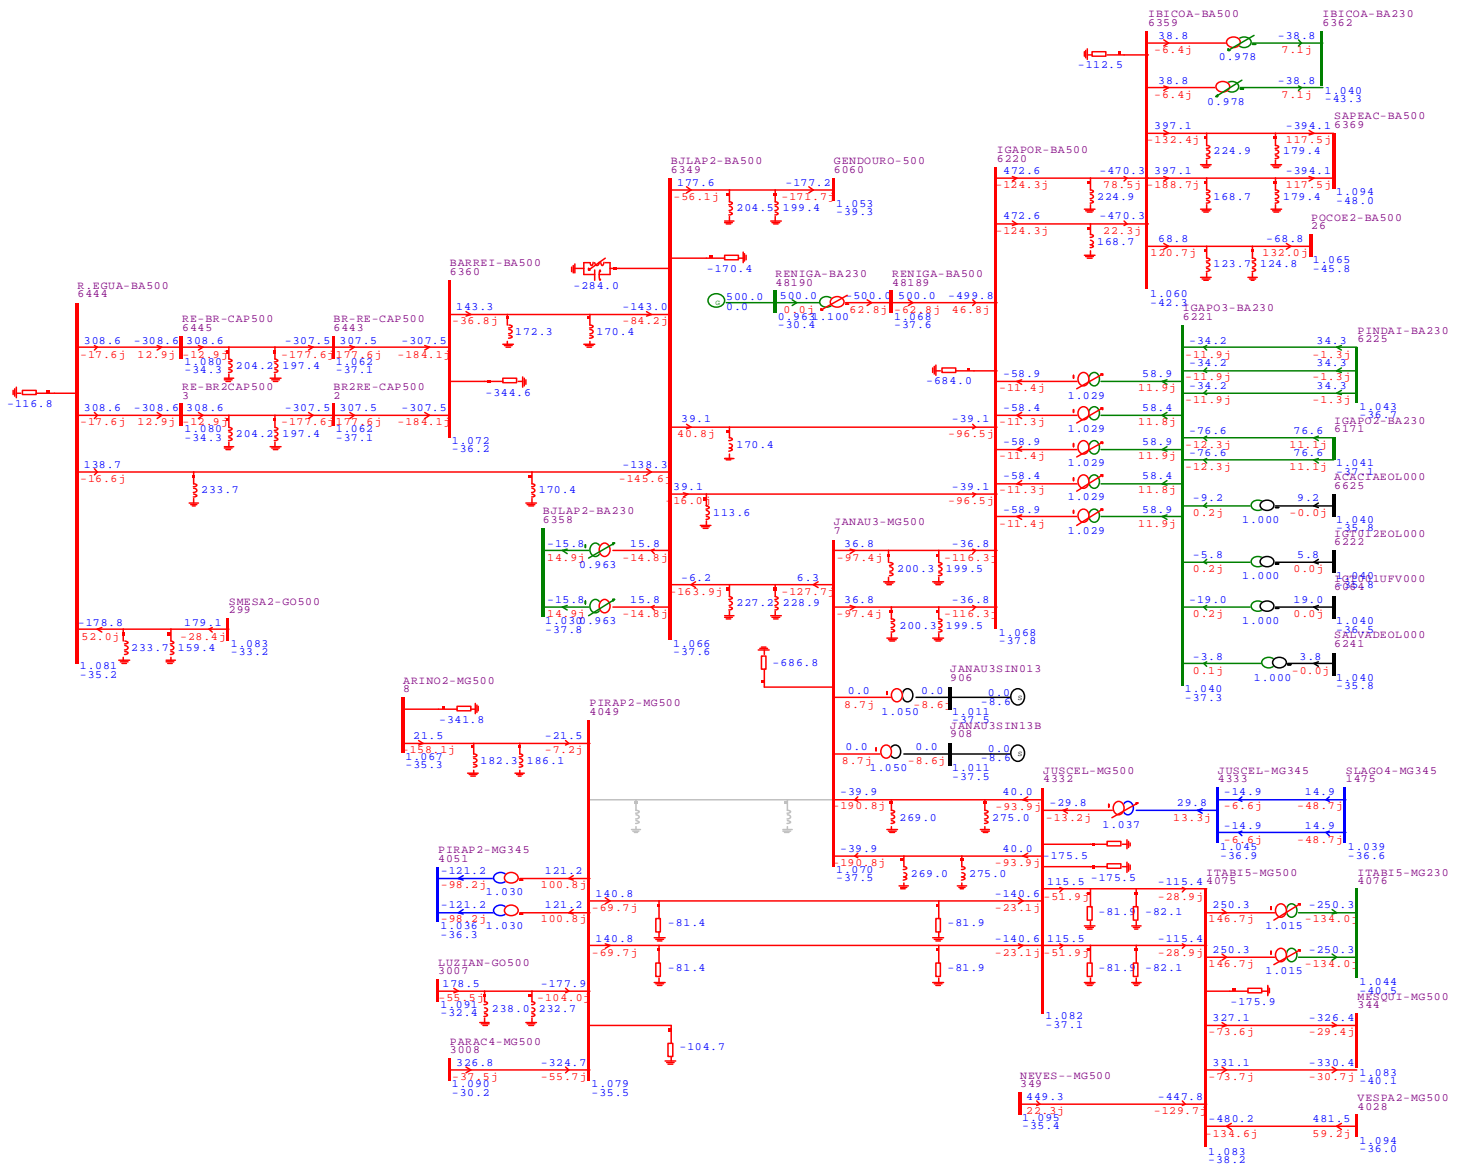 IBICOA-BA500
6359
38.8
-6.4j
-38.8
7.1j
0.978
38.8
-6.4j
-38.8
7.1j
0.978
-112.5
IBICOA-BA230
6362
1.040
-43.3
397.1
-132.4j
-394.1
117.5j
224.9
179.4
397.1
-188.7j
-394.1
117.5j
168.7
179.4
SAPEAC-BA500
6369
1.094
-48.0
68.8
120.7j
-68.8
132.0j
123.7
124.8
POCOE2-BA500
26
1.065
-45.8
1.060
-42.3
IGAPOR-BA500
6220
472.6
-124.3j
-470.3
78.5j
224.9
472.6
-124.3j
-470.3
22.3j
168.7
BJLAP2-BA500
6349
177.6
-56.1j
-177.2
-171.7j
204.5
199.4
GENDOURO-500
6060
1.053
-39.3
-170.4
-284.0
RENIGA-BA230
48190
500.0
0.0
500.0
0.0j
0.963
1.100
-30.4
-500.0
62.8j
RENIGA-BA500
48189
500.0
-62.8j
-499.8
46.8j
1.068
-37.6
R.EGUA-BA500
6444
RE-BR-CAP500
6445
BR-RE-CAP500
6443
BARREI-BA500
6360
143.3
-36.8j
-143.0
-84.2j
172.3
170.4
308.6
-17.6j
-308.6
12.9j
308.6
-12.9j
-307.5
-177.6j
307.5
177.6j
-307.5
-184.1j
1.080
-34.3
204.2
197.4
1.062
-37.1
RE-BR2CAP500
3
BR2RE-CAP500
2
308.6
-17.6j
-308.6
12.9j
308.6
-12.9j
-307.5
-177.6j
307.5
177.6j
-307.5
-184.1j
1.080
-34.3
204.2
197.4
1.062
-37.1
-116.8
-344.6
1.072
-36.2
138.7
-16.6j
-138.3
-145.6j
233.7
170.4
39.1
40.8j
-39.1
-96.5j
170.4
39.1
16.0j
-39.1
-96.5j
113.6
-684.0
-58.9
-11.4j
58.9
11.9j
1.029
-58.4
-11.3j
58.4
11.8j
1.029
-58.9
-11.4j
58.9
11.9j
1.029
-58.4
-11.3j
58.4
11.8j
1.029
-58.9
-11.4j
58.9
11.9j
1.029
IGAPO3-BA230
6221
-34.2
-11.9j
34.3
-1.3j
-34.2
-11.9j
34.3
-1.3j
-34.2
-11.9j
34.3
-1.3j
PINDAI-BA230
6225
1.043
-36.7
IGAPO2-BA230
6171
-76.6
-12.3j
76.6
11.1j
-76.6
-12.3j
76.6
11.1j
1.041
-37.1
ACACIAEOL000
6625
-9.2
0.2j
9.2
-0.0j
1.000
1.040
-35.8
6222
-5.8
0.2j
5.8
0.0j
1.000
1.040
-35.8
-19.0
0.2j
19.0
0.0j
1.000
1.040
-36.5
SALVADEOL000
6241
-3.8
0.1j
3.8
-0.0j
1.000
1.040
-35.8
1.040
-37.3
BJLAP2-BA230
6358
-15.8
14.9j
15.8
-14.8j
0.963
-15.8
14.9j
15.8
-14.8j
0.963
1.030
-37.8
-6.2
-163.9j
6.3
-127.7j
227.2
228.9
1.066
-37.6
JANAU3-MG500
7
36.8
-97.4j
-36.8
-116.3j
200.3
199.5
36.8
-97.4j
-36.8
-116.3j
200.3
199.5
1.068
-37.8
SMESA2-GO500
299
-178.8
52.0j
179.1
-28.4j
233.7
159.4
1.083
-33.2
1.081
-35.2
-686.8
JANAU3SIN013
906
0.0
8.7j
0.0
-8.6j
0.0
-8.6
1.050
1.011
-37.5
JANAU3SIN13B
908
0.0
8.7j
0.0
-8.6j
0.0
-8.6
1.050
1.011
-37.5
ARINO2-MG500
8
-341.8
21.5
-158.1j
-21.5
-7.2j
1.067
-35.3
182.3
186.1
PIRAP2-MG500
4049
-39.9
-190.8j
40.0
-93.9j
269.0
275.0
-39.9
-190.8j
40.0
-93.9j
269.0
275.0
1.070
-37.5
JUSCEL-MG500
4332
-29.8
-13.2j
29.8
13.3j
1.037
JUSCEL-MG345
4333
SLAGO4-MG345
1475
-14.9
-6.6j
14.9
-48.7j
-14.9
-6.6j
14.9
-48.7j
1.045
-36.9
1.039
-36.6
-175.5
-175.5
PIRAP2-MG345
4051
-121.2
-98.2j
121.2
100.8j
1.030
-121.2
-98.2j
121.2
100.8j
1.030
1.036
-36.3
140.8
-69.7j
-140.6
-23.1j
-81.4
-81.9
140.8
-69.7j
-140.6
-23.1j
-81.4
-81.9
115.5
-51.9j
-115.4
-28.9j
-81.9
-82.1
115.5
-51.9j
-115.4
-28.9j
-81.9
-82.1
ITABI5-MG500
4075
ITABI5-MG230
4076
250.3
146.7j
-250.3
-134.0j
1.015
250.3
146.7j
-250.3
-134.0j
1.015
1.044
-40.5
-175.9
LUZIAN-GO500
3007
178.5
-55.5j
-177.9
-104.0j
1.091
-32.4
238.0
232.7
-104.7
PARAC4-MG500
3008
326.8
-37.5j
-324.7
-55.7j
1.090
-30.2
1.079
-35.5
1.082
-37.1
MESQUI-MG500
344
327.1
-73.6j
-326.4
-29.4j
331.1
-73.7j
-330.4
-30.7j
1.083
-40.1
NEVES--MG500
349
449.3
22.3j
-447.8
-129.7j
1.095
-35.4
VESPA2-MG500
4028
-480.2
-134.6j
481.5
59.2j
1.094
-36.0
1.083
-38.2